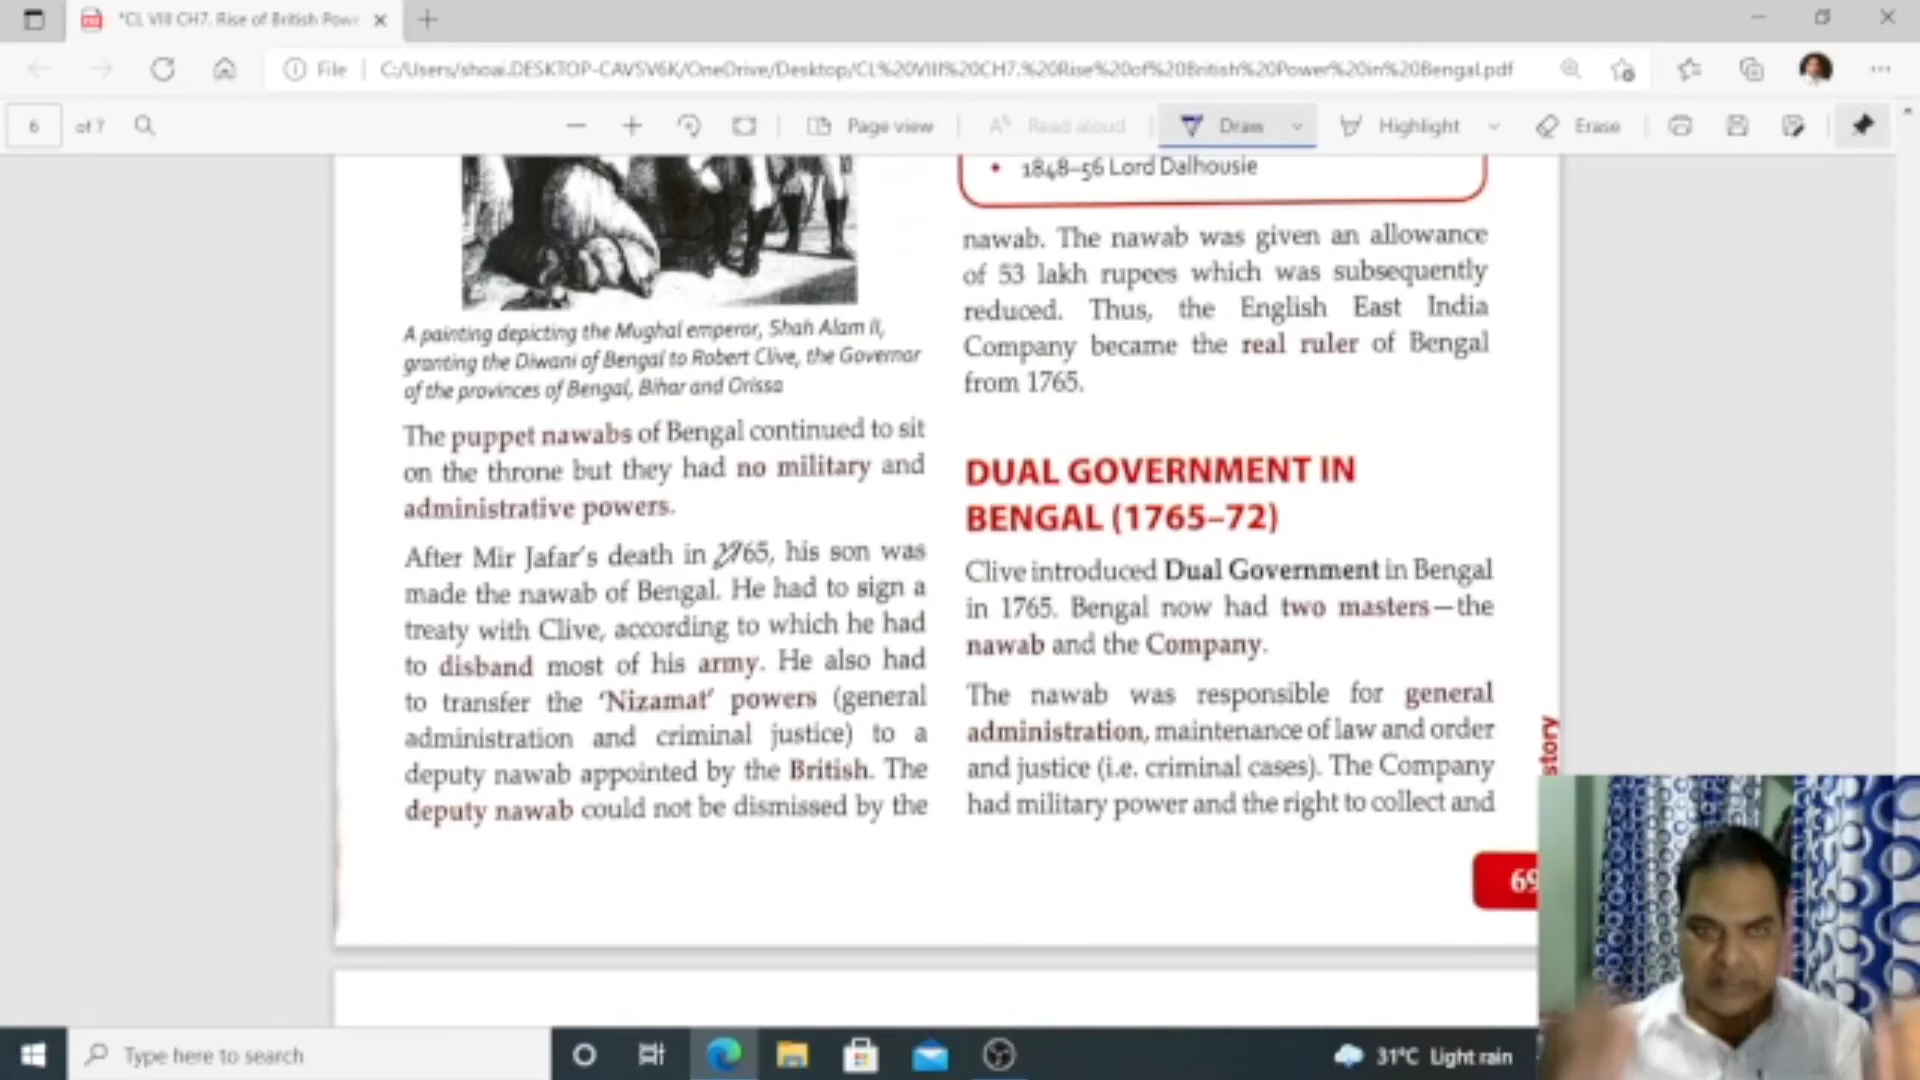 *CL VIII CH7. Rise of British Powe
File
C:/Users/shoai.DESKTOP-CAVSV6K/OneDrive/Desktop/CL%20VIII%20CH7.%20Rise%20of%20British%20Power%20in%20Bengal.pdf
6 of 7
Page view
Read aloud
Draw
Highlight
Erase
A painting depicting the Mughal emperor, Shah Alam II,
granting the Diwani of Bengal to Robert Clive, the Governor
of the provinces of Bengal, Bihar and Orissa
The puppet nawabs of Bengal continued to sit
on the throne but they had no military and
administrative powers.
After Mir Jafar's death in 1765, his son was
made the nawab of Bengal. He had to sign a
treaty with Clive, according to which he had
to disband most of his army. He also had
to transfer the 'Nizamat' powers (general
administration and criminal justice) to a
deputy nawab appointed by the British. The
deputy nawab could not be dismissed by the
• 1848–56 Lord Dalhousie
nawab. The nawab was given an allowance
of 53 lakh rupees which was subsequently
reduced. Thus, the English East India
Company became the real ruler of Bengal
from 1765.
DUAL GOVERNMENT IN
BENGAL (1765–72)
Clive introduced Dual Government in Bengal
in 1765. Bengal now had two masters—the
nawab and the Company.
The nawab was responsible for general
administration, maintenance of law and order
and justice (i.e. criminal cases). The Company
had military power and the right to collect and
story
69
Type here to search
31°C Light rain